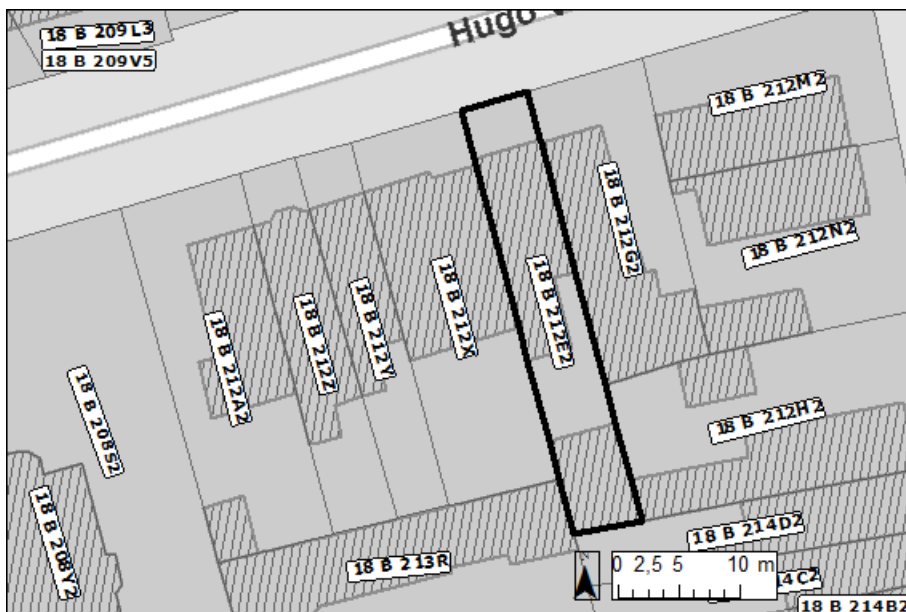 18 B 209L3
18 B 209V5
Hugo
18 B 212M2
18 B 212G2
18 B 212N2
18 B 212E2
18 B 212X
18 B 212Y
18 B 212Z
18 B 212A2
18 B 208S2
18 B 212H2
18 B 208Y2
18 B 213R
18 B 214D2
14C2
18 B 214B2
0 2,5 5 10 m